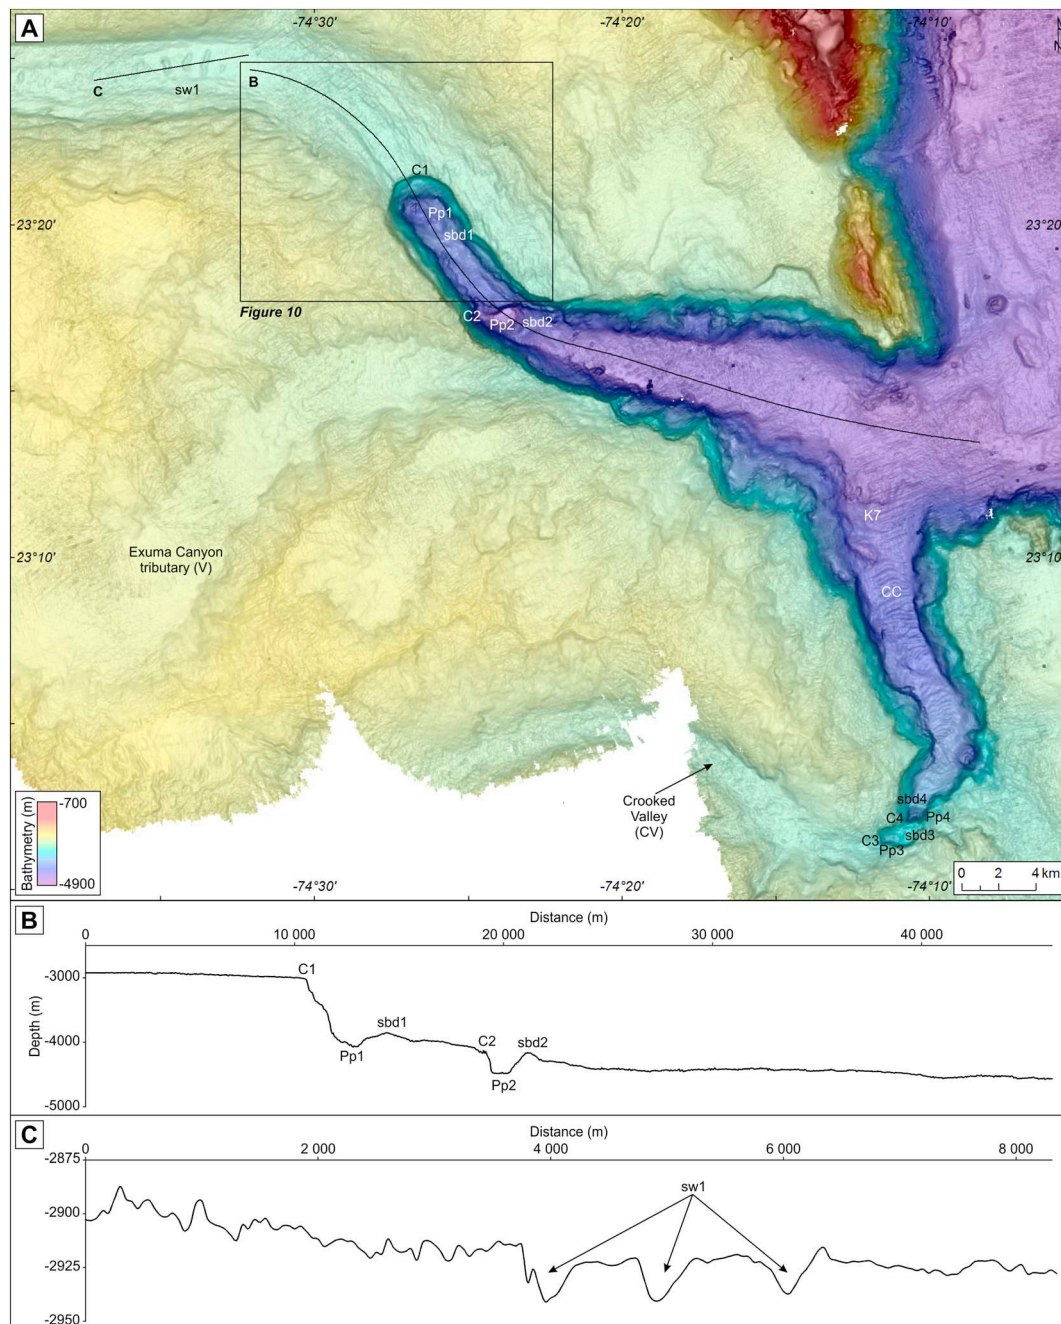 A
-74°30'
-74°20'
-74°10'
N
C
sw1
B
C1
23°20'
23°20'
Pp1
sbd1
Figure 10
C2
Pp2
sbd2
K7
23°10'
23°10'
Exuma Canyon
tributary (V)
CC
Crooked
Valley
(CV)
sbd4
C4
Pp4
C3
sbd3
Pp3
Bathymetry (m)
-700
-4900
-74°30'
-74°20'
-74°10'
0 2 4 km
B
Distance (m)
0 10 000 20 000 30 000 40 000
Depth (m)
-3000
-4000
-5000
C1
Pp1
sbd1
C2
Pp2
sbd2
C
Distance (m)
0 2 000 4 000 6 000 8 000
-2875
-2900
-2925
-2950
sw1